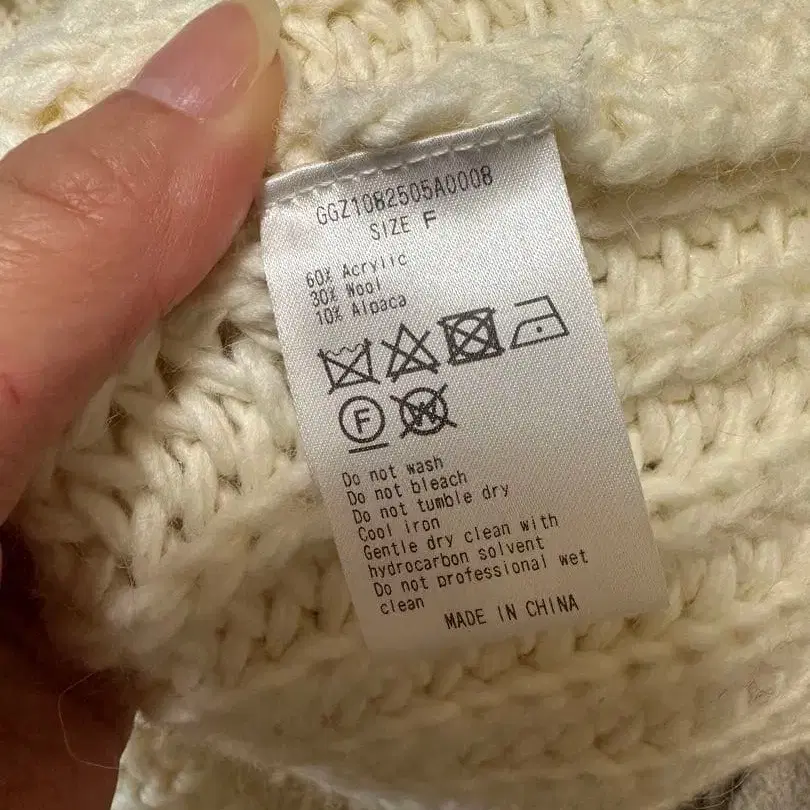 GGZ1082505A0008
SIZE F
60% Acrylic
30% Wool
10% Alpaca
F W
Do not wash
Do not bleach
Do not tumble dry
Cool iron
Gentle dry clean with
hydrocarbon solvent
Do not professional wet
clean
MADE IN CHINA